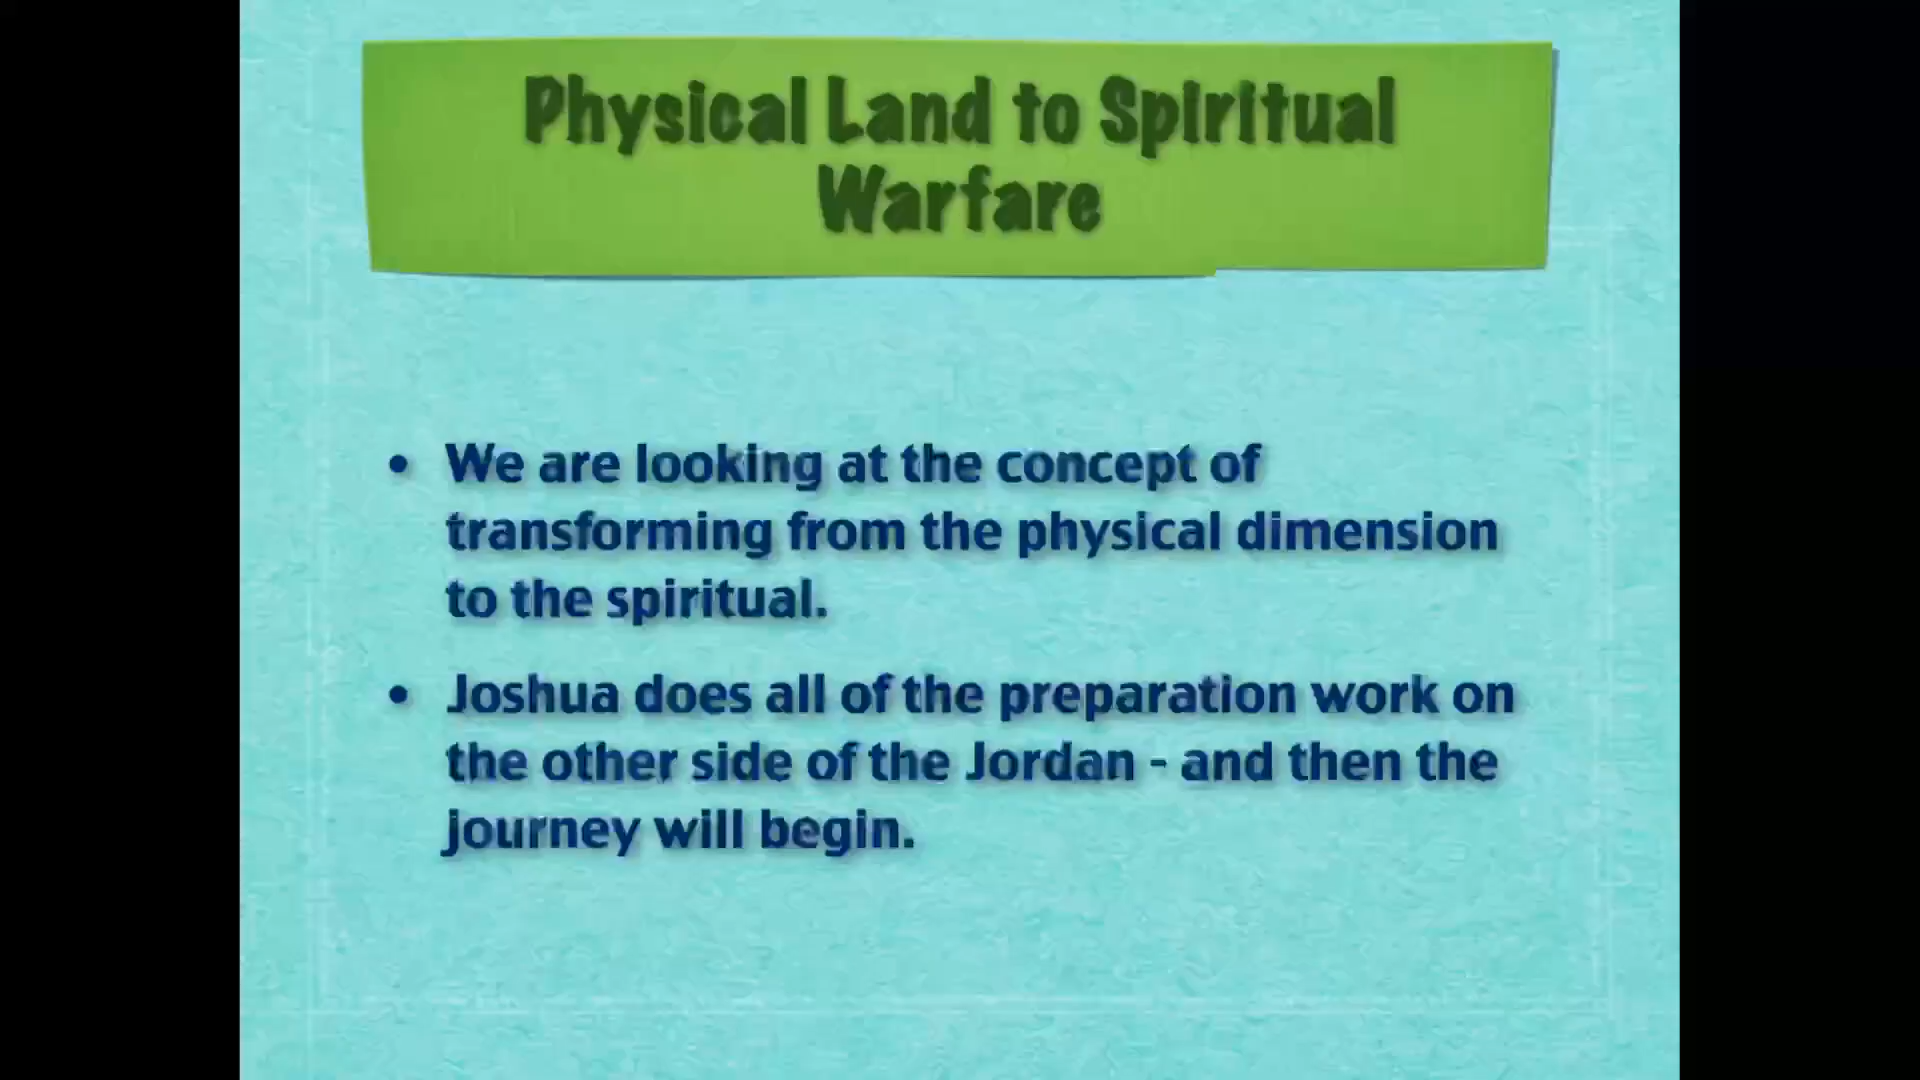 Physical Land to Spiritual
Warfare
• We are looking at the concept of
transforming from the physical dimension
to the spiritual.
• Joshua does all of the preparation work on
the other side of the Jordan - and then the
journey will begin.